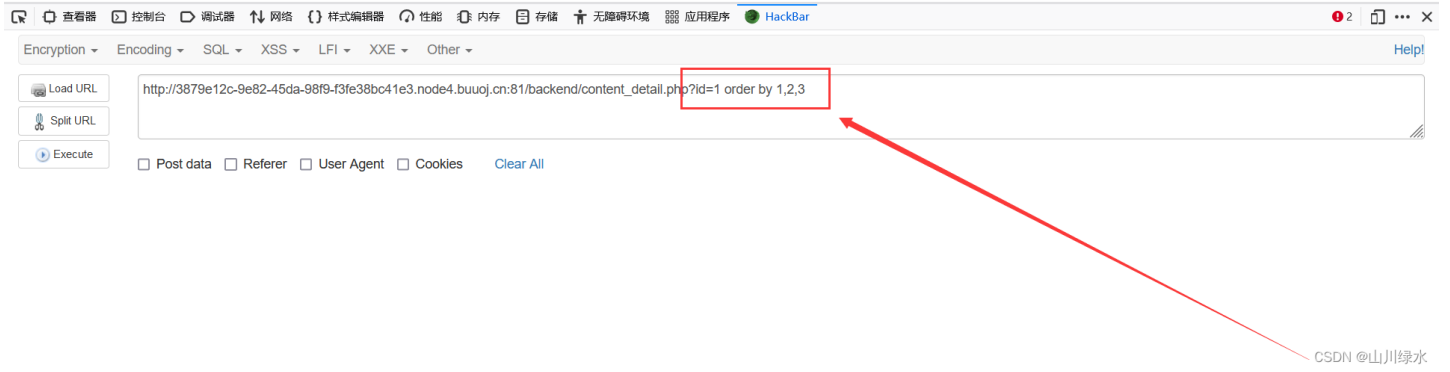 查看器 控制台 调试器 网络 样式编辑器 性能 内存 存储 无障碍环境 应用程序 HackBar 2
Encryption Encoding SQL XSS LFI XXE Other Help!
Load URL http://3879e12c-9e82-45da-98f9-f3fe38bc41e3.node4.buuoj.cn:81/backend/content_detail.php?id=1 order by 1,2,3
Split URL
Execute
Post data Referer User Agent Cookies Clear All
CSDN @山川绿水